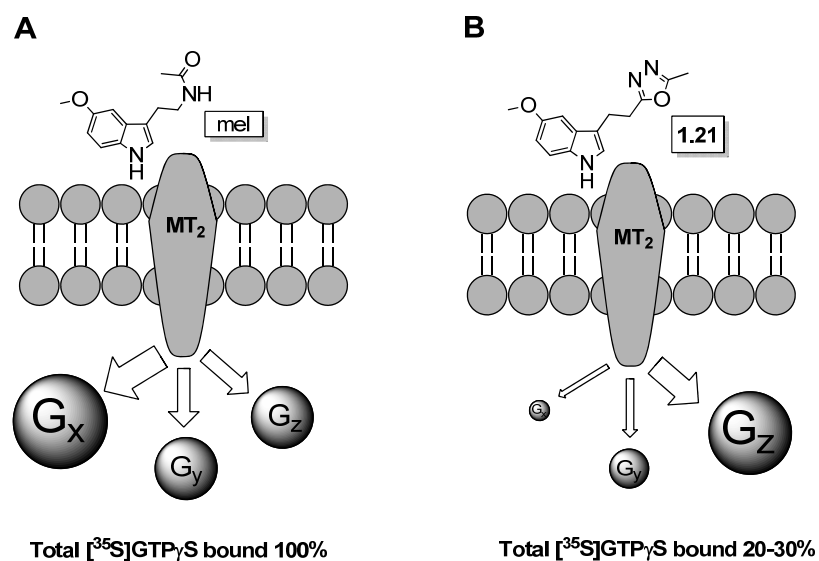 A
O
NH
O
N
H
mel
MT2
Gx
Gy
Gz
Total [35S]GTPγS bound 100%
B
N N
O
O
N
H
1.21
MT2
Gx
Gy
Gz
Total [35S]GTPγS bound 20-30%